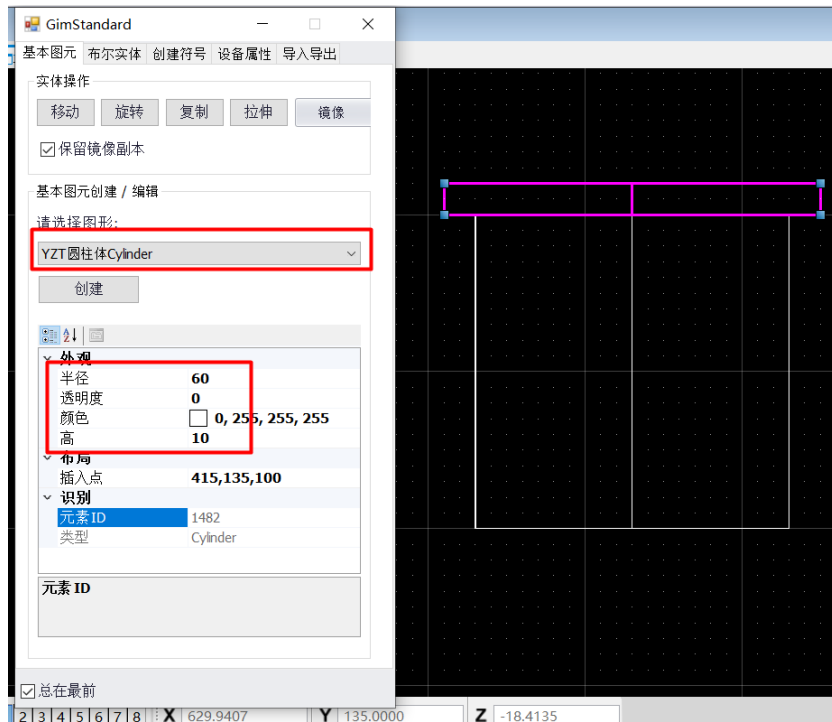 GimStandard
基本图元 布尔实体 创建符号 设备属性 导入导出
实体操作
移动 旋转 复制 拉伸 镜像
保留镜像副本
基本图元创建 / 编辑
请选择图形:
YZT圆柱体Cylinder
创建
外观
半径 60
透明度 0
颜色 0, 255, 255, 255
高 10
布局
插入点 415,135,100
识别
元素ID 1482
类型 Cylinder
元素 ID
总在最前
2 3 4 5 6 7 8 X 629.9407 Y 135.0000 Z -18.4135